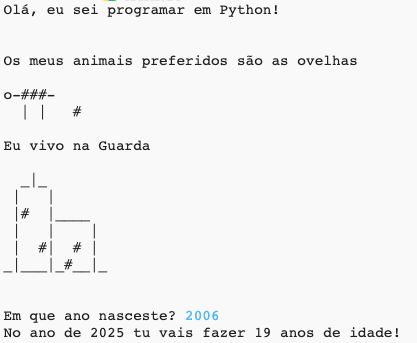 Olá, eu sei programar em Python!
Os meus animais preferidos são as ovelhas
o-###-
  | |   #
Eu vivo na Guarda
  _|_
 |   |
 |#  |____
 |   |    |
 |  #|  # |
_|___|_#__|_
Em que ano nasceste? 2006
No ano de 2025 tu vais fazer 19 anos de idade!